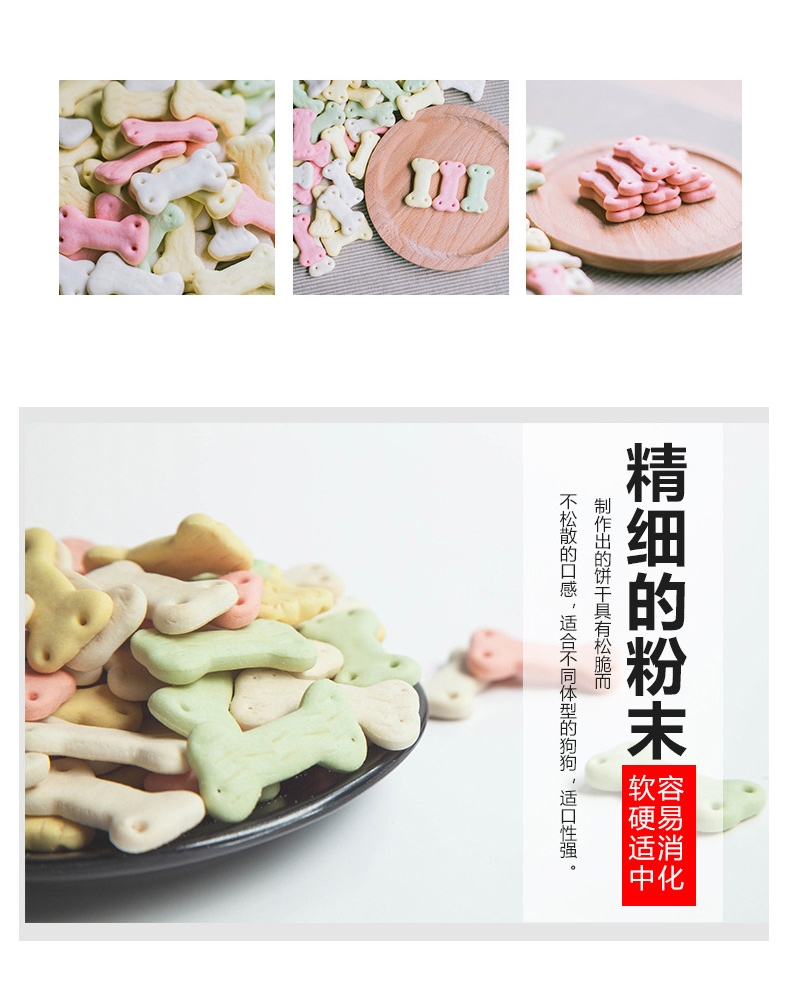 精细的粉末
容易消化
软硬适中
制作出的饼干具有松脆而
不松散的口感，适合不同体型的狗狗，适口性强。